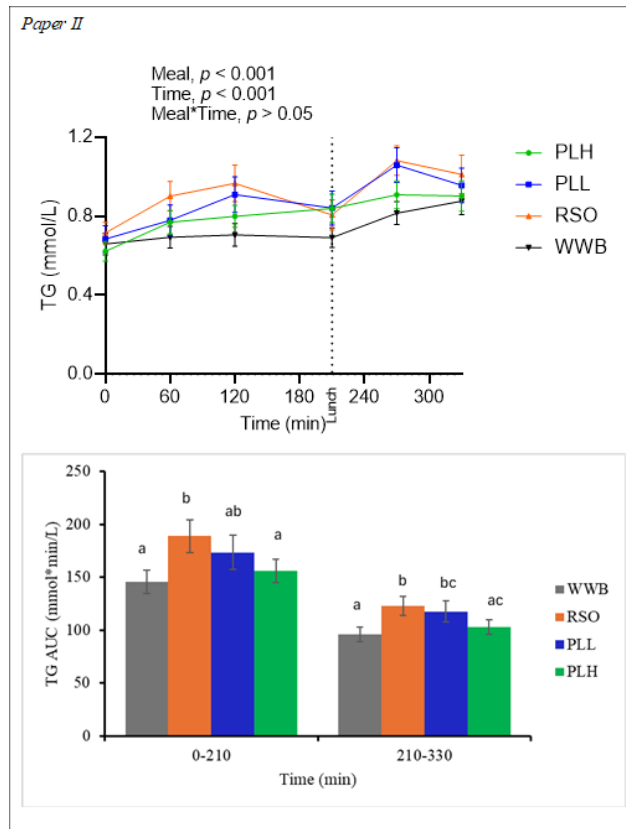 Paper II
Meal, p < 0.001
Time, p < 0.001
Meal*Time, p > 0.05
1.2
0.8
0.4
0.0
TG (mmol/L)
0 60 120 180 240 300
Lunch
Time (min)
PLH
PLL
RSO
WWB
250
200
150
100
50
0
TG AUC (mmol*min/L)
a b ab a
a b bc ac
0-210 210-330
Time (min)
WWB
RSO
PLL
PLH